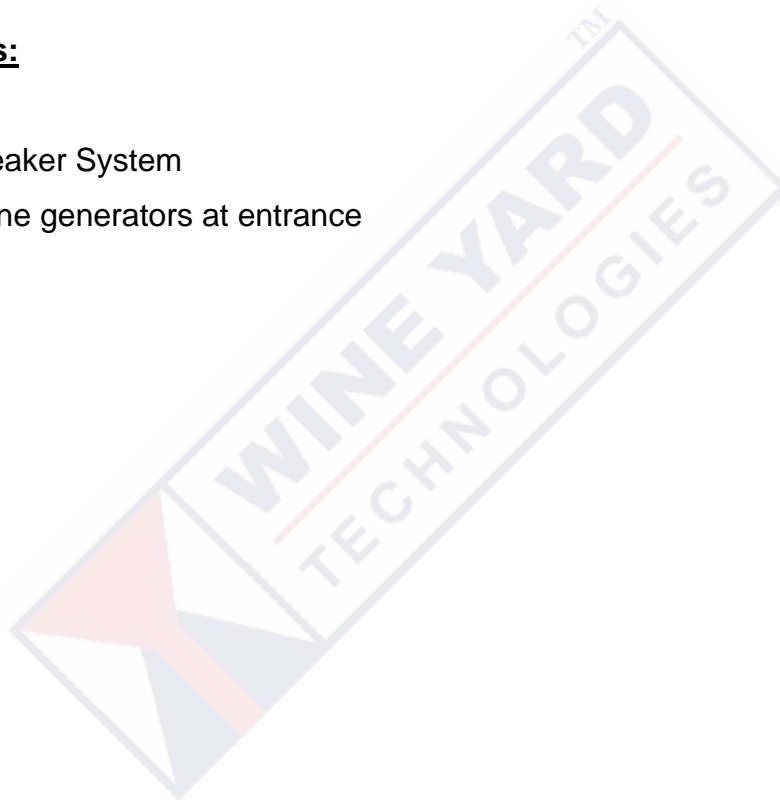 s:
eaker System
ne generators at entrance
WINE YARD
TECHNOLOGIES
TM